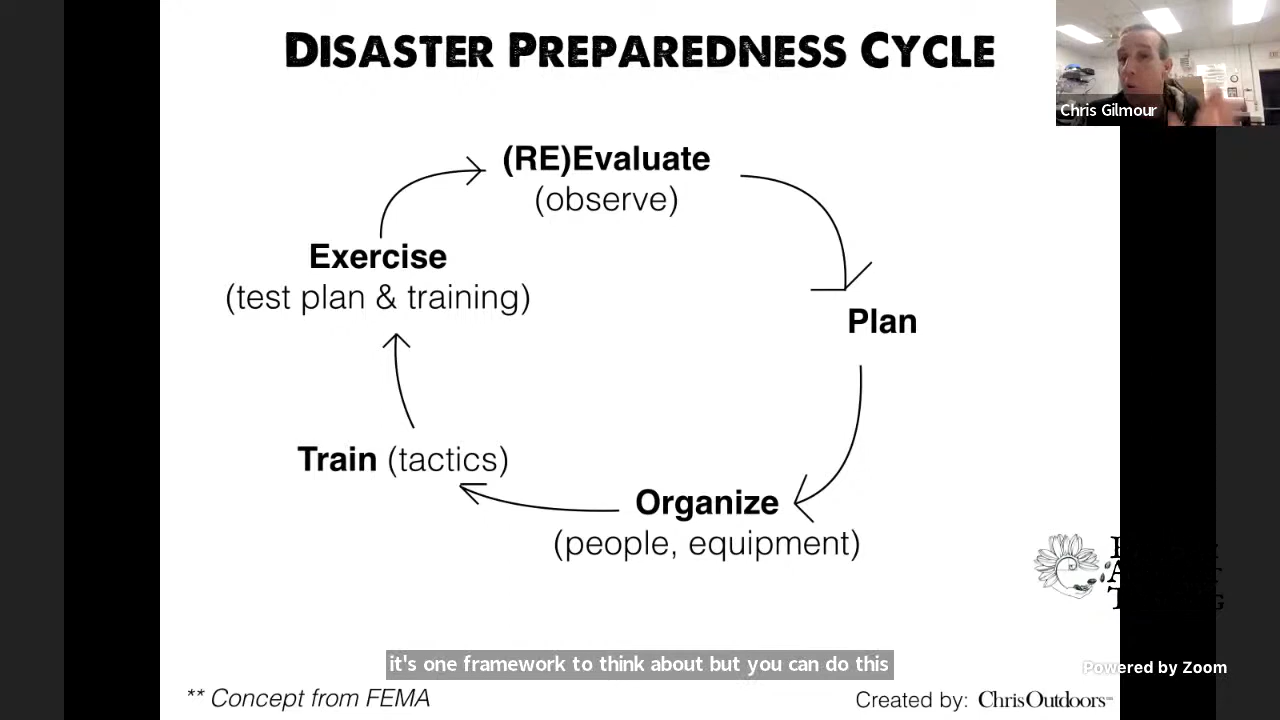 DISASTER PREPAREDNESS CYCLE
Chris Gilmour
(RE)Evaluate
(observe)
Exercise
(test plan & training)
Plan
Train (tactics)
Organize
(people, equipment)
it's one framework to think about but you can do this
Powered by Zoom
** Concept from FEMA
Created by: ChrisOutdoors